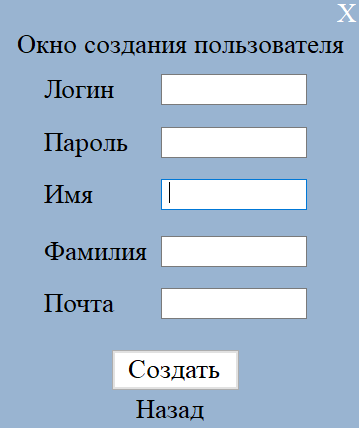 X
Окно создания пользователя
Логин
Пароль
Имя
Фамилия
Почта
Создать
Назад